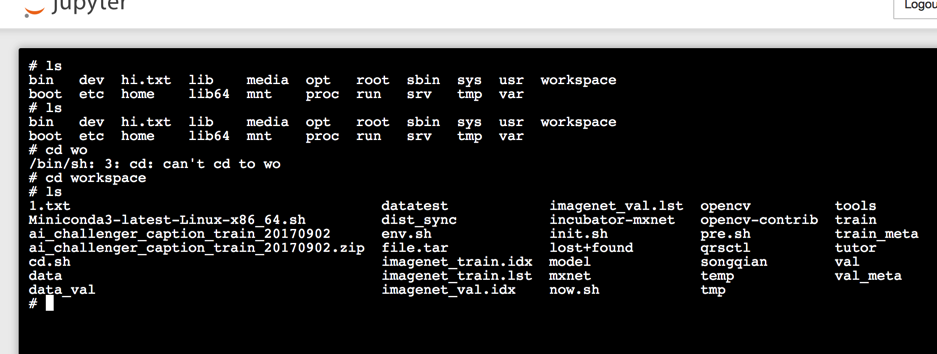 jupyter
Logou
# ls
bin dev hi.txt lib media opt root sbin sys usr workspace
boot etc home lib64 mnt proc run srv tmp var
# ls
bin dev hi.txt lib media opt root sbin sys usr workspace
boot etc home lib64 mnt proc run srv tmp var
# cd wo
/bin/sh: 3: cd: can't cd to wo
# cd workspace
# ls
1.txt datatest imagenet_val.lst opencv tools
Miniconda3-latest-Linux-x86_64.sh dist_sync incubator-mxnet opencv-contrib train
ai_challenger_caption_train_20170902 env.sh init.sh pre.sh train_meta
ai_challenger_caption_train_20170902.zip file.tar lost+found qrsctl tutor
cd.sh imagenet_train.idx model songqian val
data imagenet_train.lst mxnet temp val_meta
data_val imagenet_val.idx now.sh tmp
#